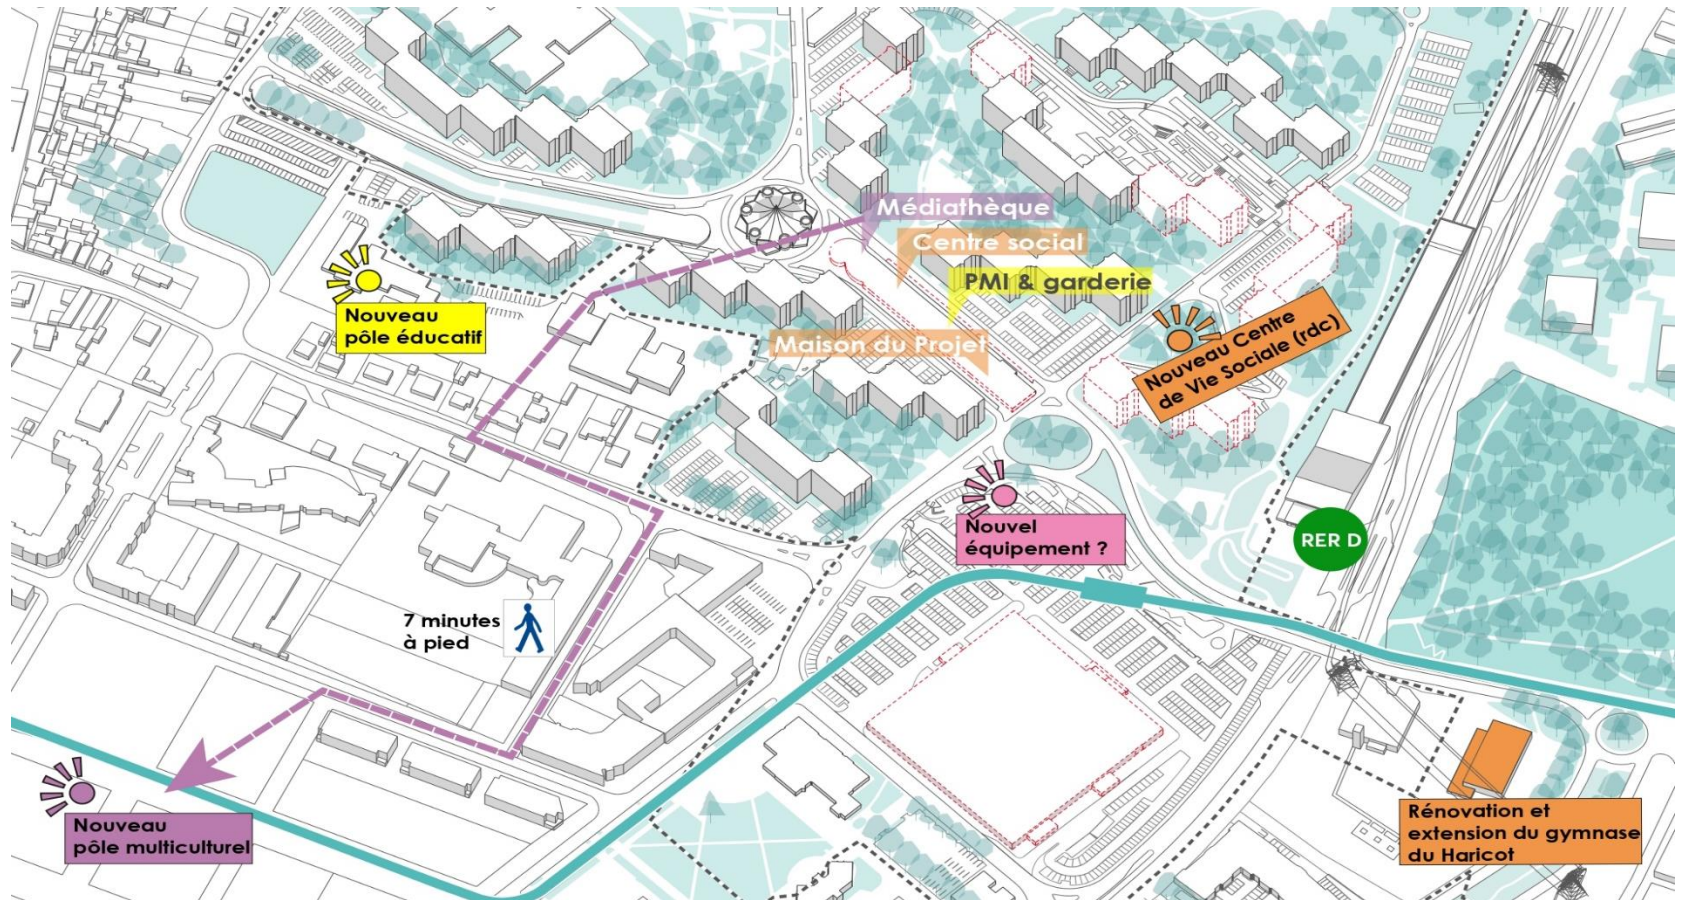 Médiathèque
Centre social
PMI & garderie
Maison du Projet
Nouveau
pôle éducatif
Nouveau Centre
de Vie Sociale (rdc)
Nouvel
équipement ?
RER D
7 minutes
à pied
Nouveau
pôle multiculturel
Rénovation et
extension du gymnase
du Haricot